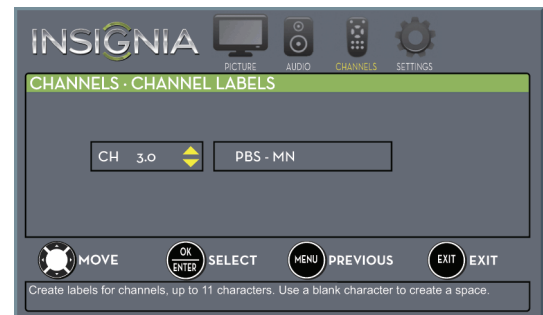 INSIGNIA
PICTURE AUDIO CHANNELS SETTINGS
CHANNELS · CHANNEL LABELS
CH 3.0 PBS - MN
MOVE OK ENTER SELECT MENU PREVIOUS EXIT EXIT
Create labels for channels, up to 11 characters. Use a blank character to create a space.